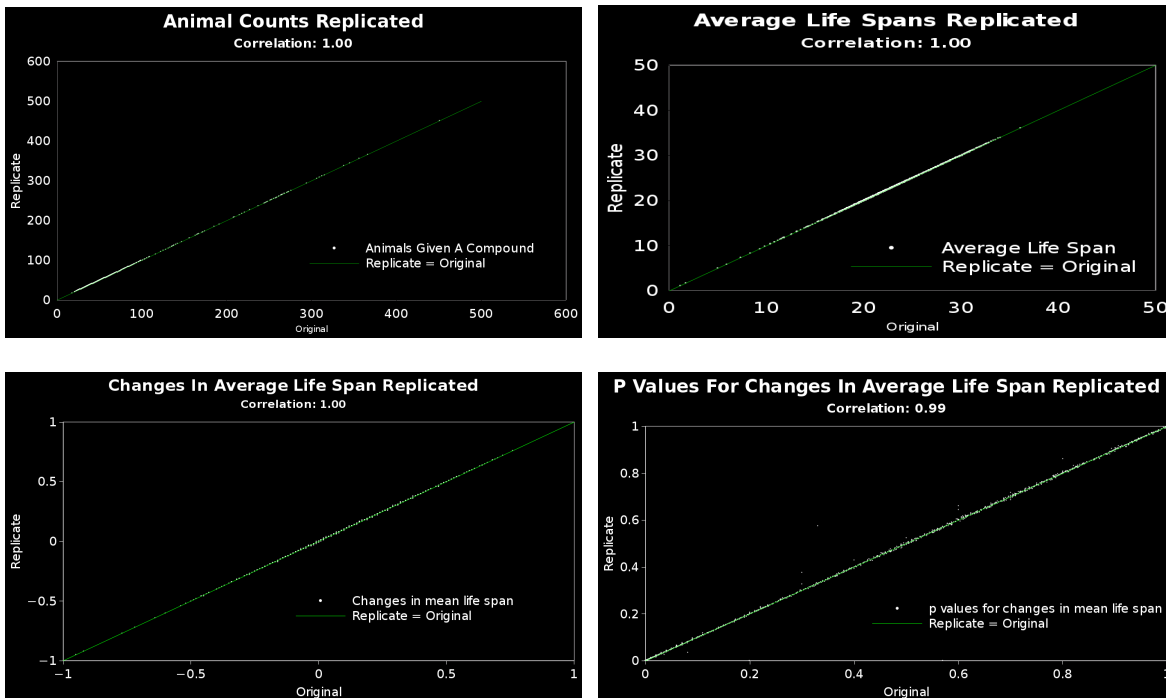 Animal Counts Replicated
Correlation: 1.00
600
500
400
300
200
100
0
Replicate
Animals Given A Compound
Replicate = Original
0 100 200 300 400 500 600
Original
Average Life Spans Replicated
Correlation: 1.00
50
40
30
20
10
0
Replicate
Average Life Span
Replicate = Original
0 10 20 30 40 50
Original
Changes In Average Life Span Replicated
Correlation: 1.00
1
0.5
0
−0.5
−1
Replicate
Changes in mean life span
Replicate = Original
−1 −0.5 0 0.5 1
Original
P Values For Changes In Average Life Span Replicated
Correlation: 0.99
1
0.8
0.6
0.4
0.2
0
Replicate
p values for changes in mean life span
Replicate = Original
0 0.2 0.4 0.6 0.8 1
Original